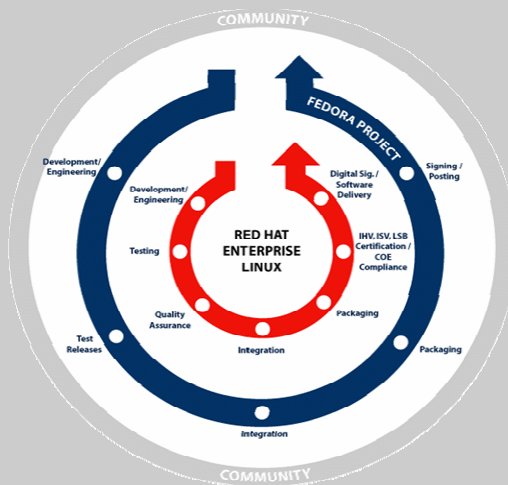 COMMUNITY
FEDORA PROJECT
Development/
Engineering
Signing /
Posting
Development/
Engineering
Digital Sig. /
Software
Delivery
Testing
RED HAT
ENTERPRISE
LINUX
IHV. ISV. LSB
Certification /
COE
Compliance
Quality
Assurance
Packaging
Integration
Test
Releases
Packaging
Integration
COMMUNITY